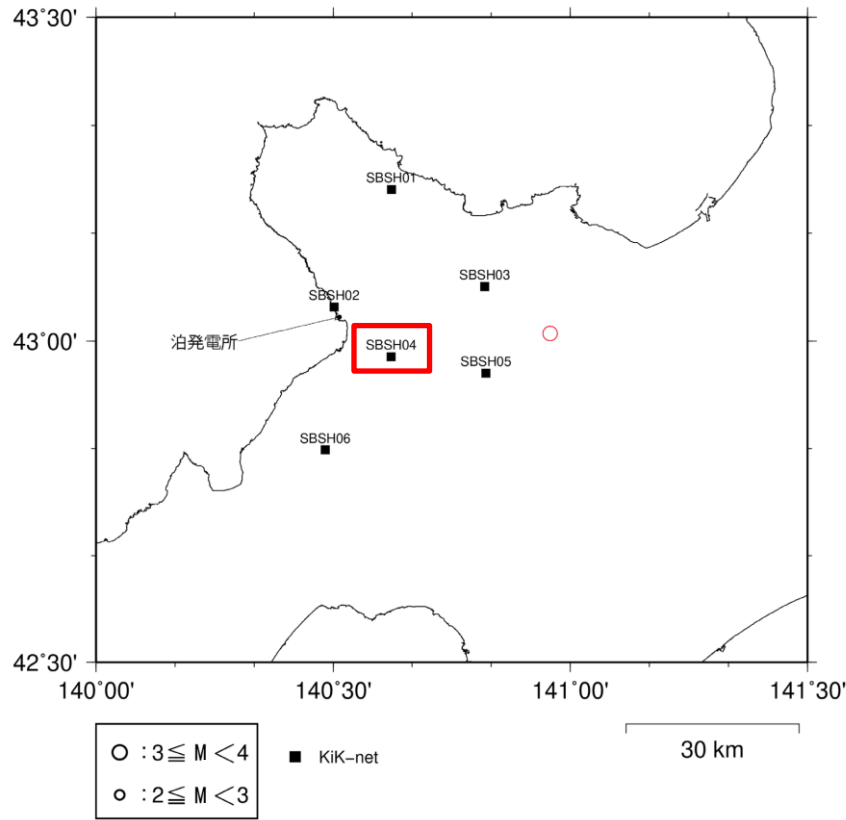 43˚30'
SBSH01
SBSH03
SBSH02
泊発電所
43˚00'
SBSH04
SBSH05
SBSH06
42˚30'
140˚00'
140˚30'
141˚00'
141˚30'
○ : 3≦ M <4
○ : 2≦ M <3
■ KiK−net
30 km